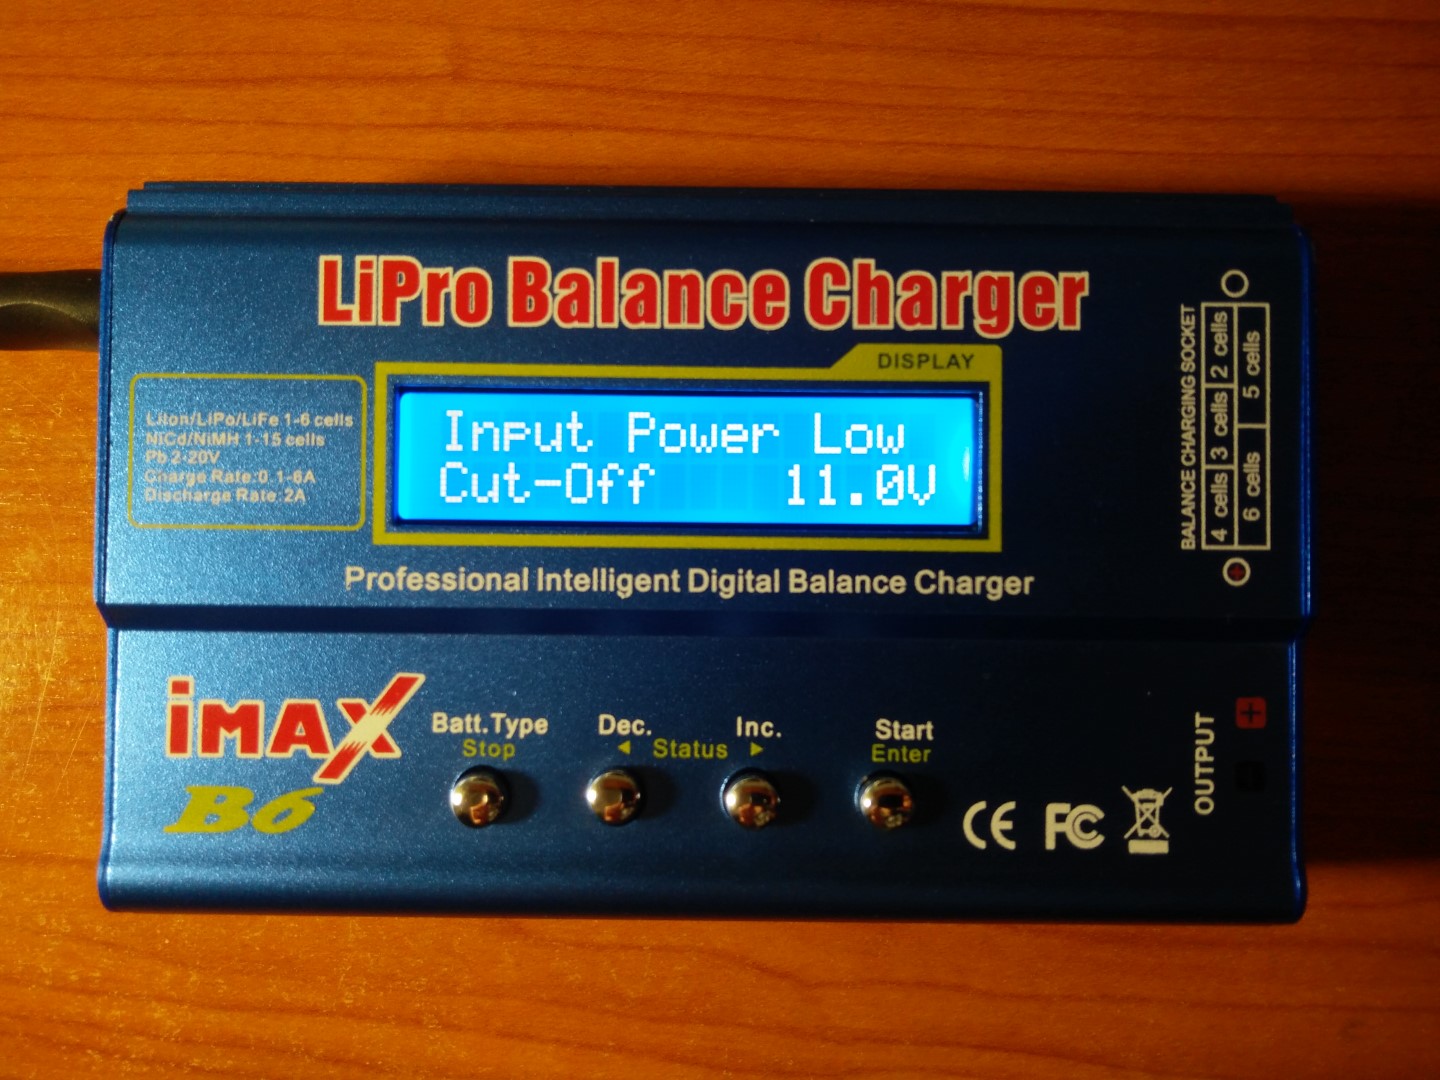 LiPro Balance Charger
DISPLAY
Input Power Low
Cut-Off 11.0V
LiIon/LiPo/LiFe 1-6 cells
NiCd/NiMH 1-15 cells
Pb 2-20V
Charge Rate:0.1-6A
Discharge Rate:2A
Professional Intelligent Digital Balance Charger
BALANCE CHARGING SOCKET
4 cells 3 cells 2 cells
6 cells 5 cells
iMAX
B6
Batt.Type
Stop
Dec. Inc.
◄ Status ►
Start
Enter
CE FC
OUTPUT
+
-